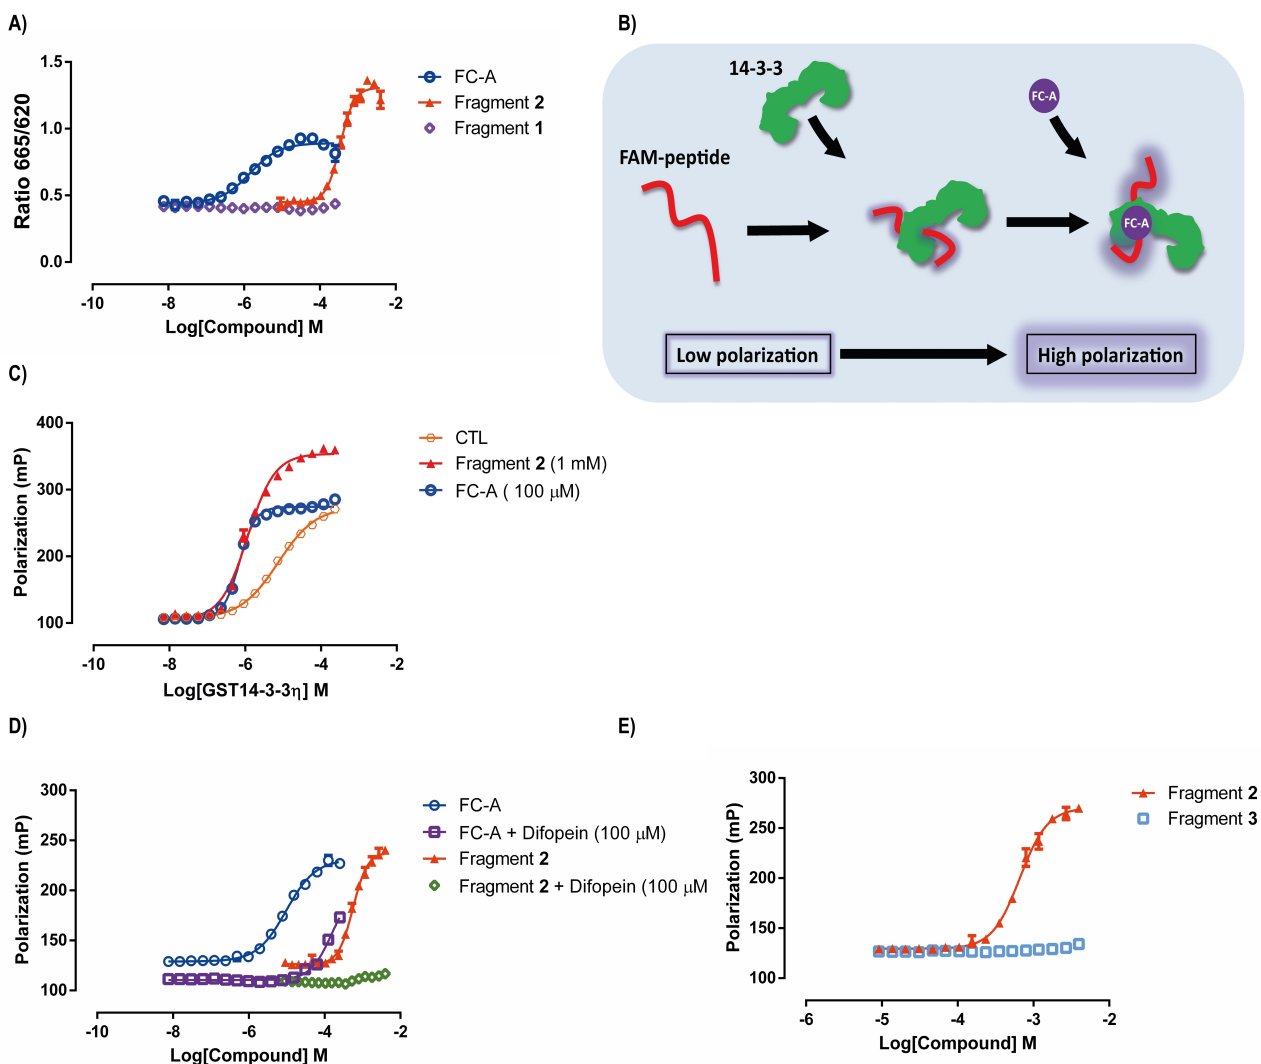 A)
Ratio 665/620
1.5
1.0
0.5
0.0
-10
-8
-6
-4
-2
Log[Compound] M
FC-A
Fragment 2
Fragment 1
B)
14-3-3
FAM-peptide
FC-A
FC-A
Low polarization
High polarization
C)
Polarization (mP)
400
300
200
100
-10
-8
-6
-4
-2
Log[GST14-3-3η] M
CTL
Fragment 2 (1 mM)
FC-A ( 100 μM)
D)
Polarization (mP)
300
250
200
150
100
-10
-8
-6
-4
-2
Log[Compound] M
FC-A
FC-A + Difopein (100 μM)
Fragment 2
Fragment 2 + Difopein (100 μM
E)
Polarization (mP)
300
250
200
150
100
-6
-5
-4
-3
-2
Log[Compound] M
Fragment 2
Fragment 3